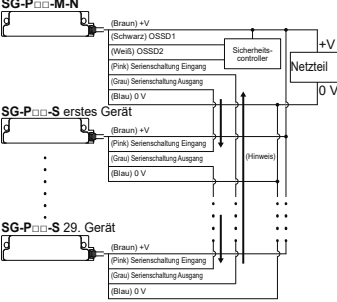 SG-P□□-M-N
(Braun) +V
(Schwarz) OSSD1
(Weiß) OSSD2
(Pink) Serienschaltung Eingang
(Grau) Serienschaltung Ausgang
(Blau) 0 V
Sicherheits-
controller
+V
Netzteil
0 V
SG-P□□-S erstes Gerät
(Braun) +V
(Pink) Serienschaltung Eingang
(Grau) Serienschaltung Ausgang
(Blau) 0 V
(Hinweis)
SG-P□□-S 29. Gerät
(Braun) +V
(Pink) Serienschaltung Eingang
(Grau) Serienschaltung Ausgang
(Blau) 0 V